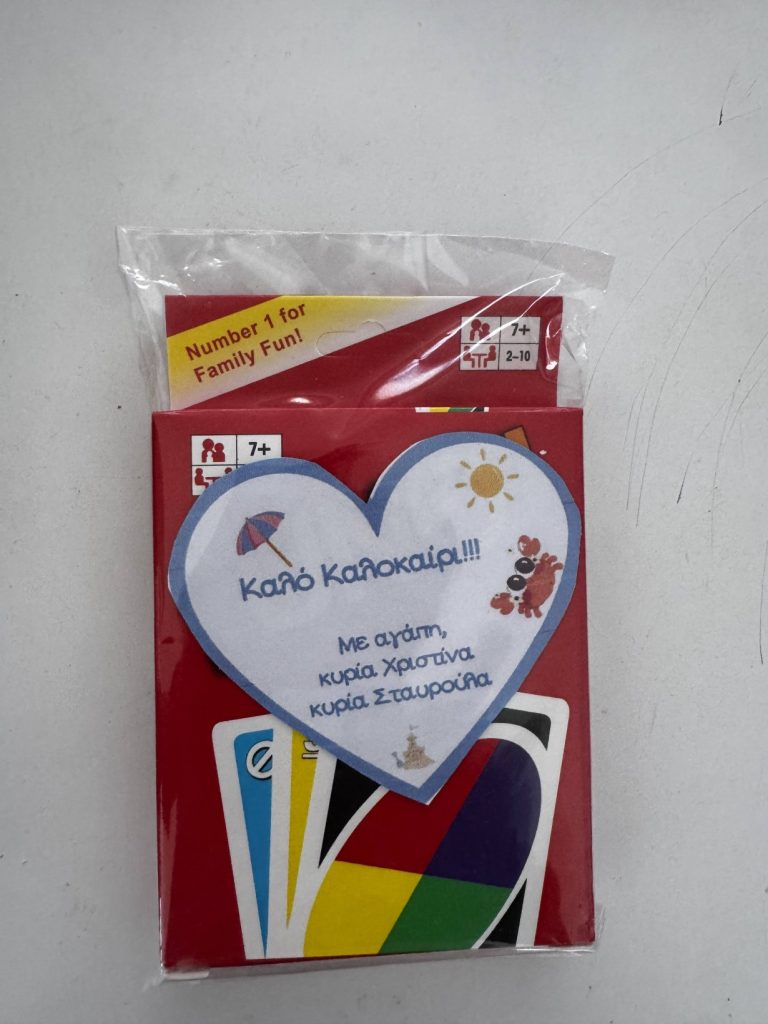 Number 1 for
Family Fun!
7+
2-10
7+
Καλό Καλοκαίρι!!!
Με αγάπη,
κυρία Χριστίνα
κυρία Σταυρούλα